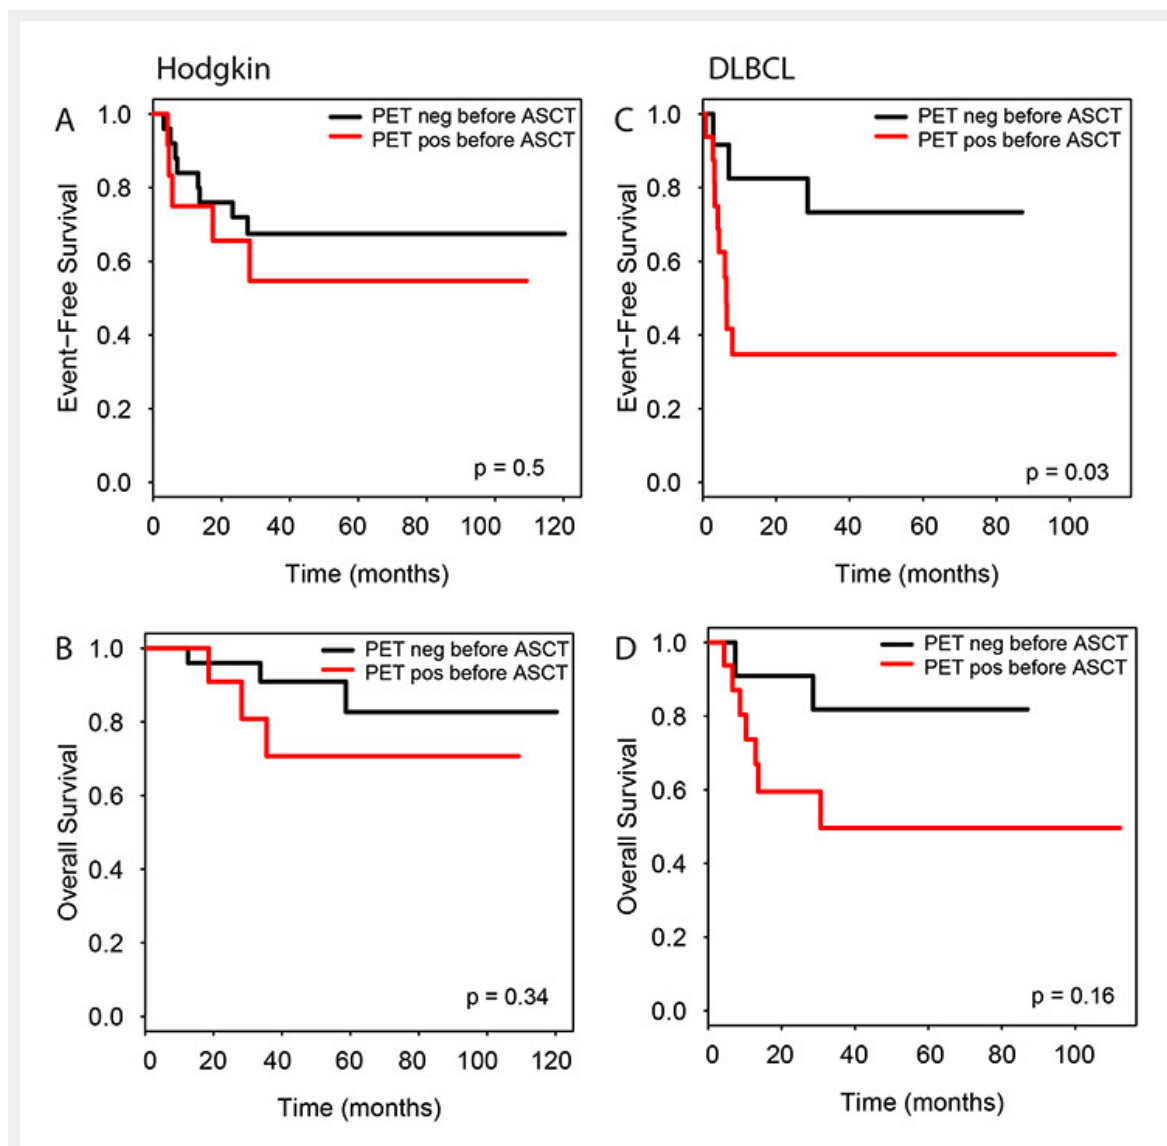 Hodgkin
A
PET neg before ASCT
PET pos before ASCT
Event−Free Survival
1.0
0.8
0.6
0.4
0.2
0.0
p = 0.5
0 20 40 60 80 100 120
Time (months)
DLBCL
C
PET neg before ASCT
PET pos before ASCT
Event−Free Survival
1.0
0.8
0.6
0.4
0.2
0.0
p = 0.03
0 20 40 60 80 100
Time (months)
B
PET neg before ASCT
PET pos before ASCT
Overall Survival
1.0
0.8
0.6
0.4
0.2
0.0
p = 0.34
0 20 40 60 80 100 120
Time (months)
D
PET neg before ASCT
PET pos before ASCT
Overall Survival
1.0
0.8
0.6
0.4
0.2
0.0
p = 0.16
0 20 40 60 80 100
Time (months)